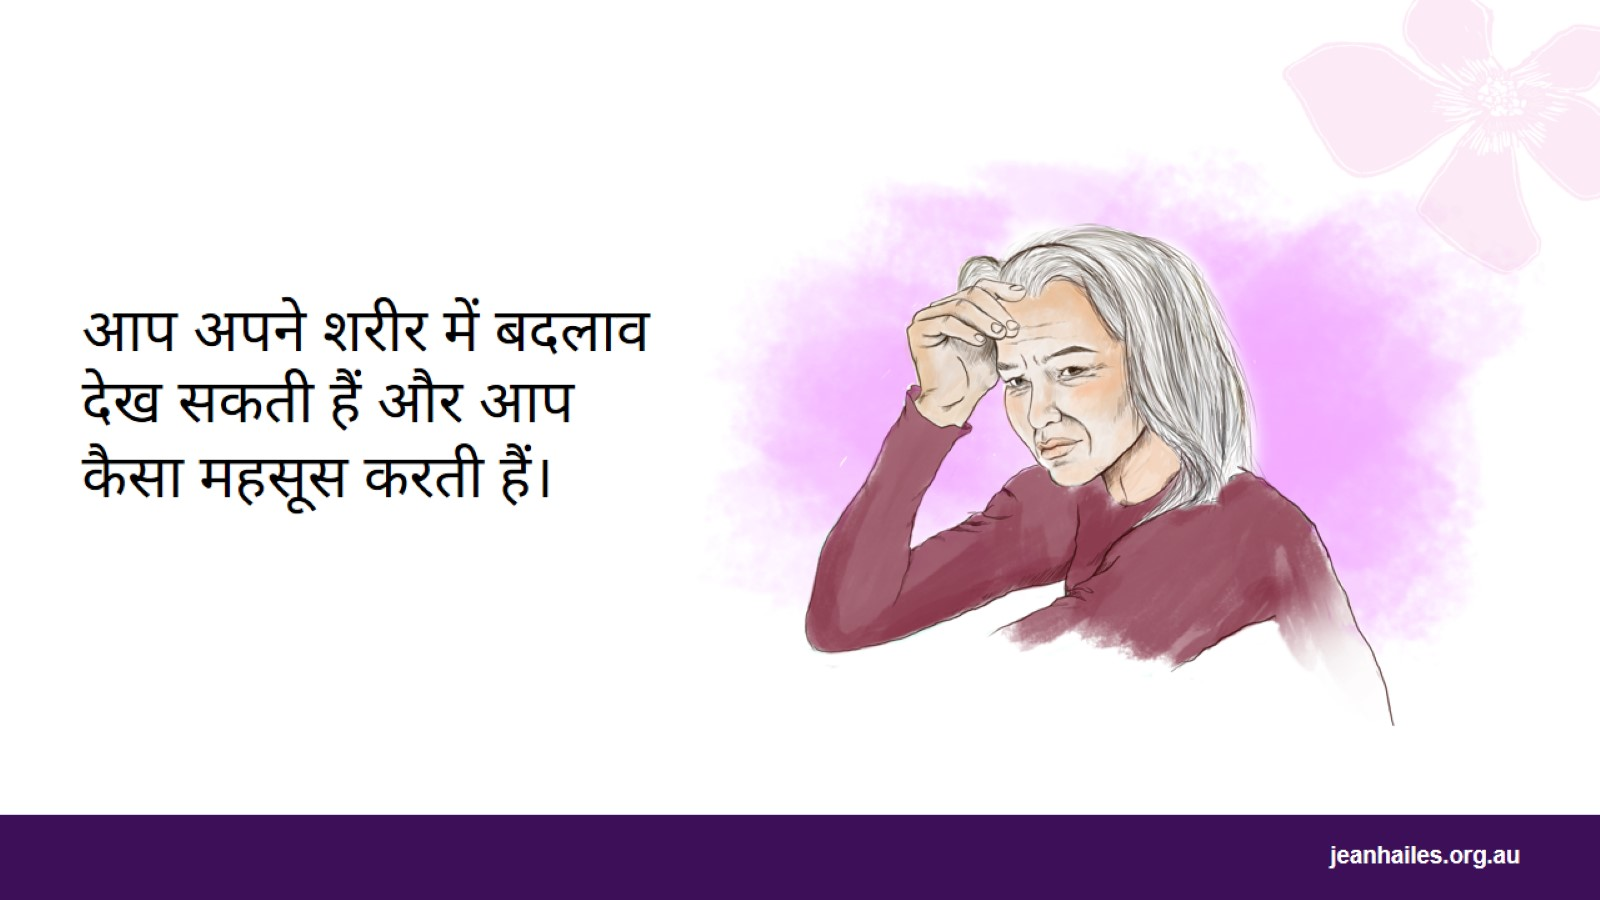 आप अपने शरीर में बदलाव
देख सकती हैं और आप
कैसा महसूस करती हैं।
jeanhailes.org.au